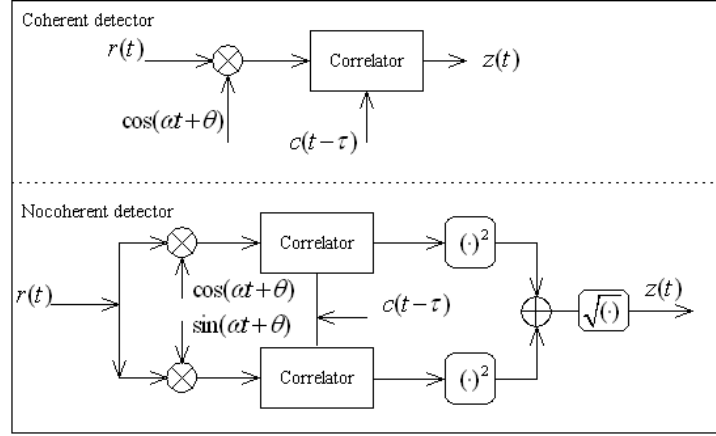 Coherent detector
r(t)
Correlator
z(t)
cos(ωt+θ)
c(t−τ)
Nocoherent detector
Correlator
(·)²
r(t)
cos(ωt+θ)
sin(ωt+θ)
c(t−τ)
√(·)
z(t)
Correlator
(·)²